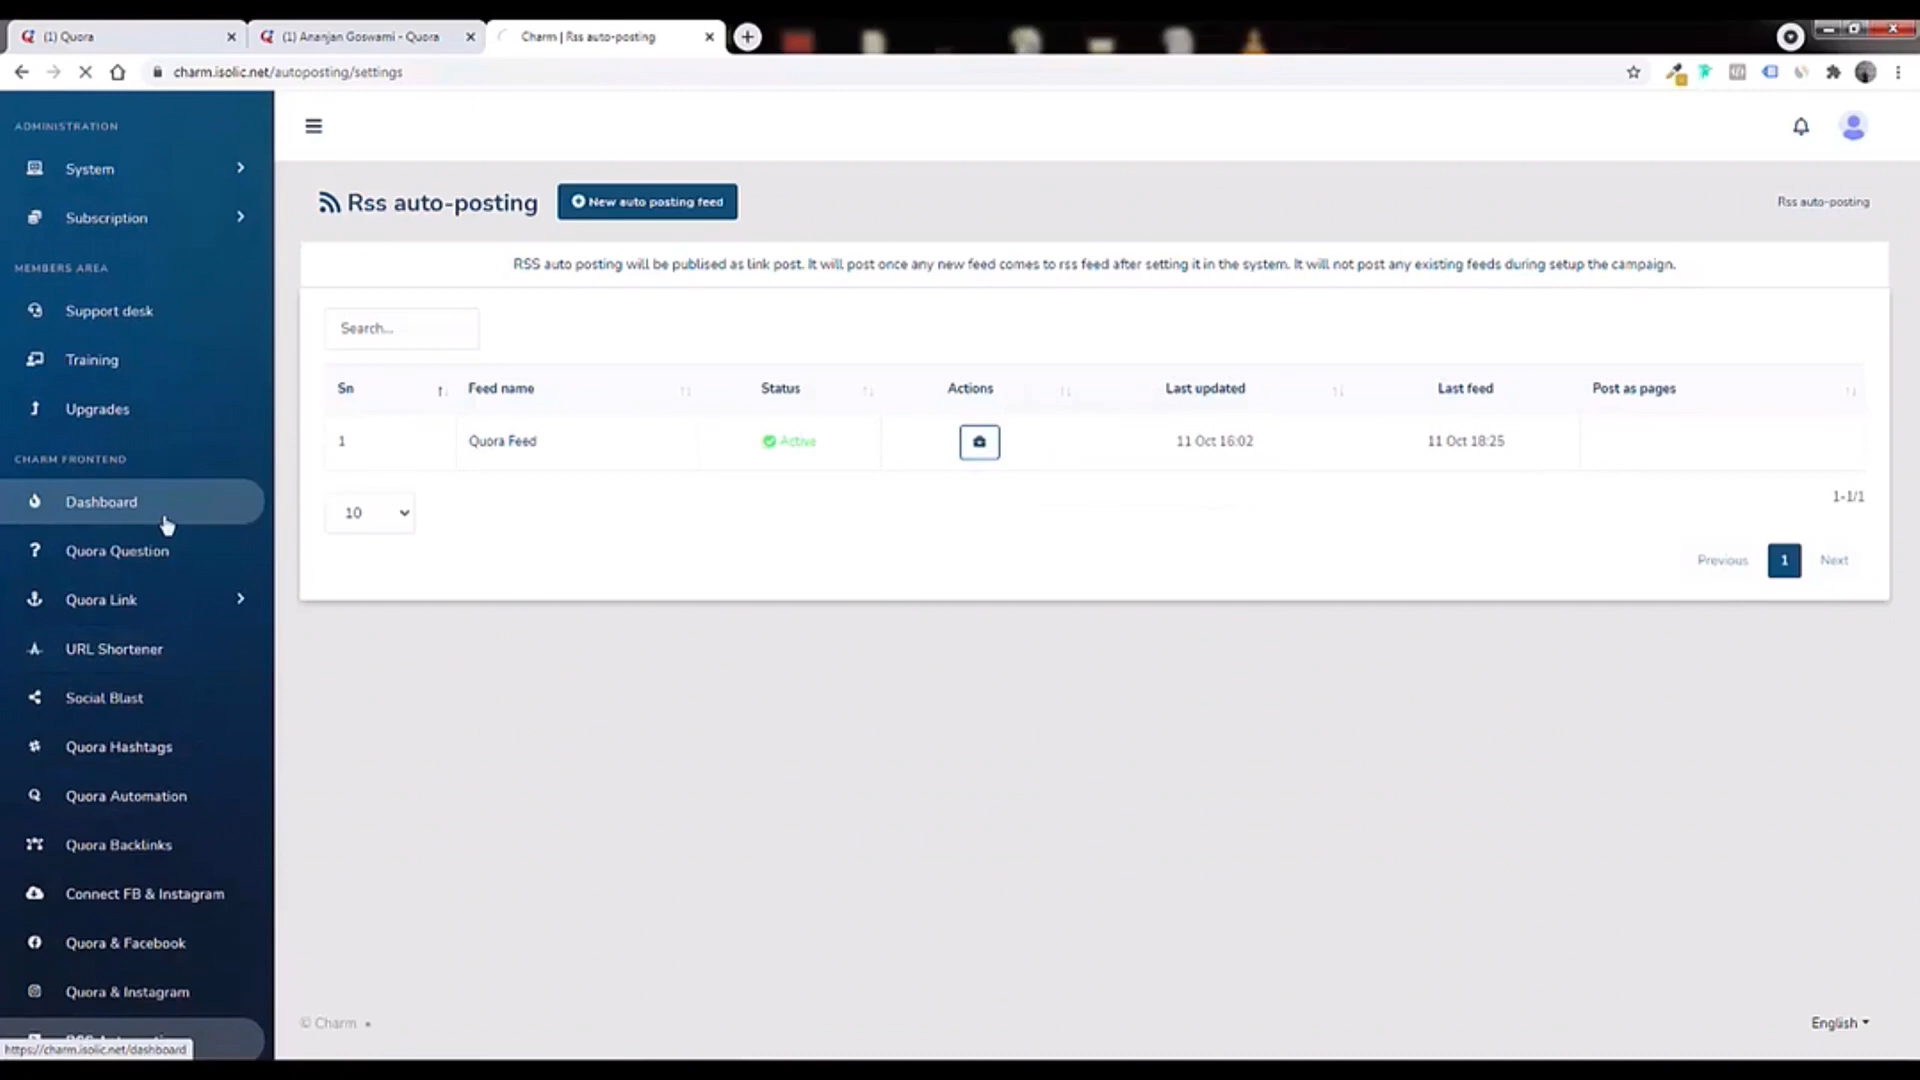 (1) Quora
(1) Ananjan Goswami - Quora
Charm | Rss auto-posting
charm.isolic.net/autoposting/settings
ADMINISTRATION
System
Subscription
MEMBERS AREA
Support desk
Training
Upgrades
CHARM FRONTEND
Dashboard
Quora Question
Quora Link
URL Shortener
Social Blast
Quora Hashtags
Quora Automation
Quora Backlinks
Connect FB & Instagram
Quora & Facebook
Quora & Instagram
https://charm.isolic.net/dashboard
Rss auto-posting
New auto posting feed
Rss auto-posting
RSS auto posting will be publised as link post. It will post once any new feed comes to rss feed after setting it in the system. It will not post any existing feeds during setup the campaign.
Search...
Sn Feed name Status Actions Last updated Last feed Post as pages
1 Quora Feed Active 11 Oct 16:02 11 Oct 18:25
10
1-1/1
Previous 1 Next
© Charm •
English